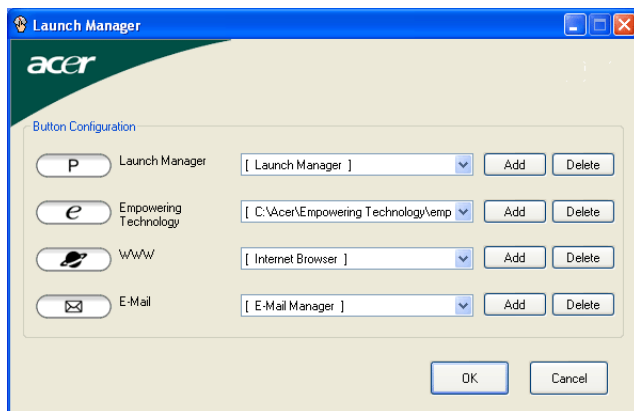 Launch Manager
acer
Button Configuration
P Launch Manager [ Launch Manager ] Add Delete
e Empowering
Technology [ C:\Acer\Empowering Technology\emp Add Delete
WWW [ Internet Browser ] Add Delete
E-Mail [ E-Mail Manager ] Add Delete
OK Cancel